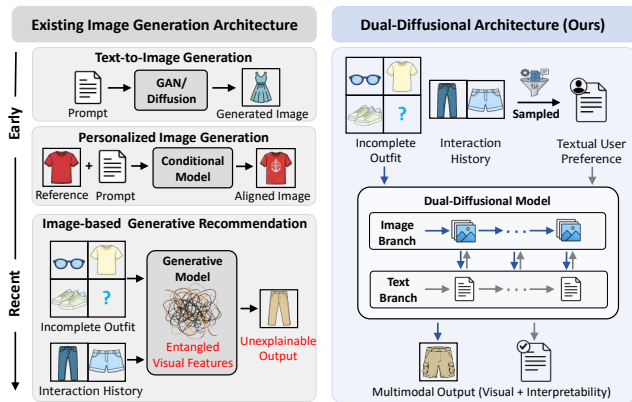 Existing Image Generation Architecture
Early
Recent
Text-to-Image Generation
Prompt
GAN/
Diffusion
Generated Image
Personalized Image Generation
Reference
+
Prompt
Conditional
Model
Aligned Image
Image-based Generative Recommendation
?
Incomplete Outfit
Interaction History
Generative
Model
Entangled
Visual Features
Unexplainable
Output
Dual-Diffusional Architecture (Ours)
?
Incomplete
Outfit
Interaction
History
Sampled
Textual User
Preference
Dual-Diffusional Model
Image
Branch
. . .
Text
Branch
. . .
Multimodal Output (Visual + Interpretability)